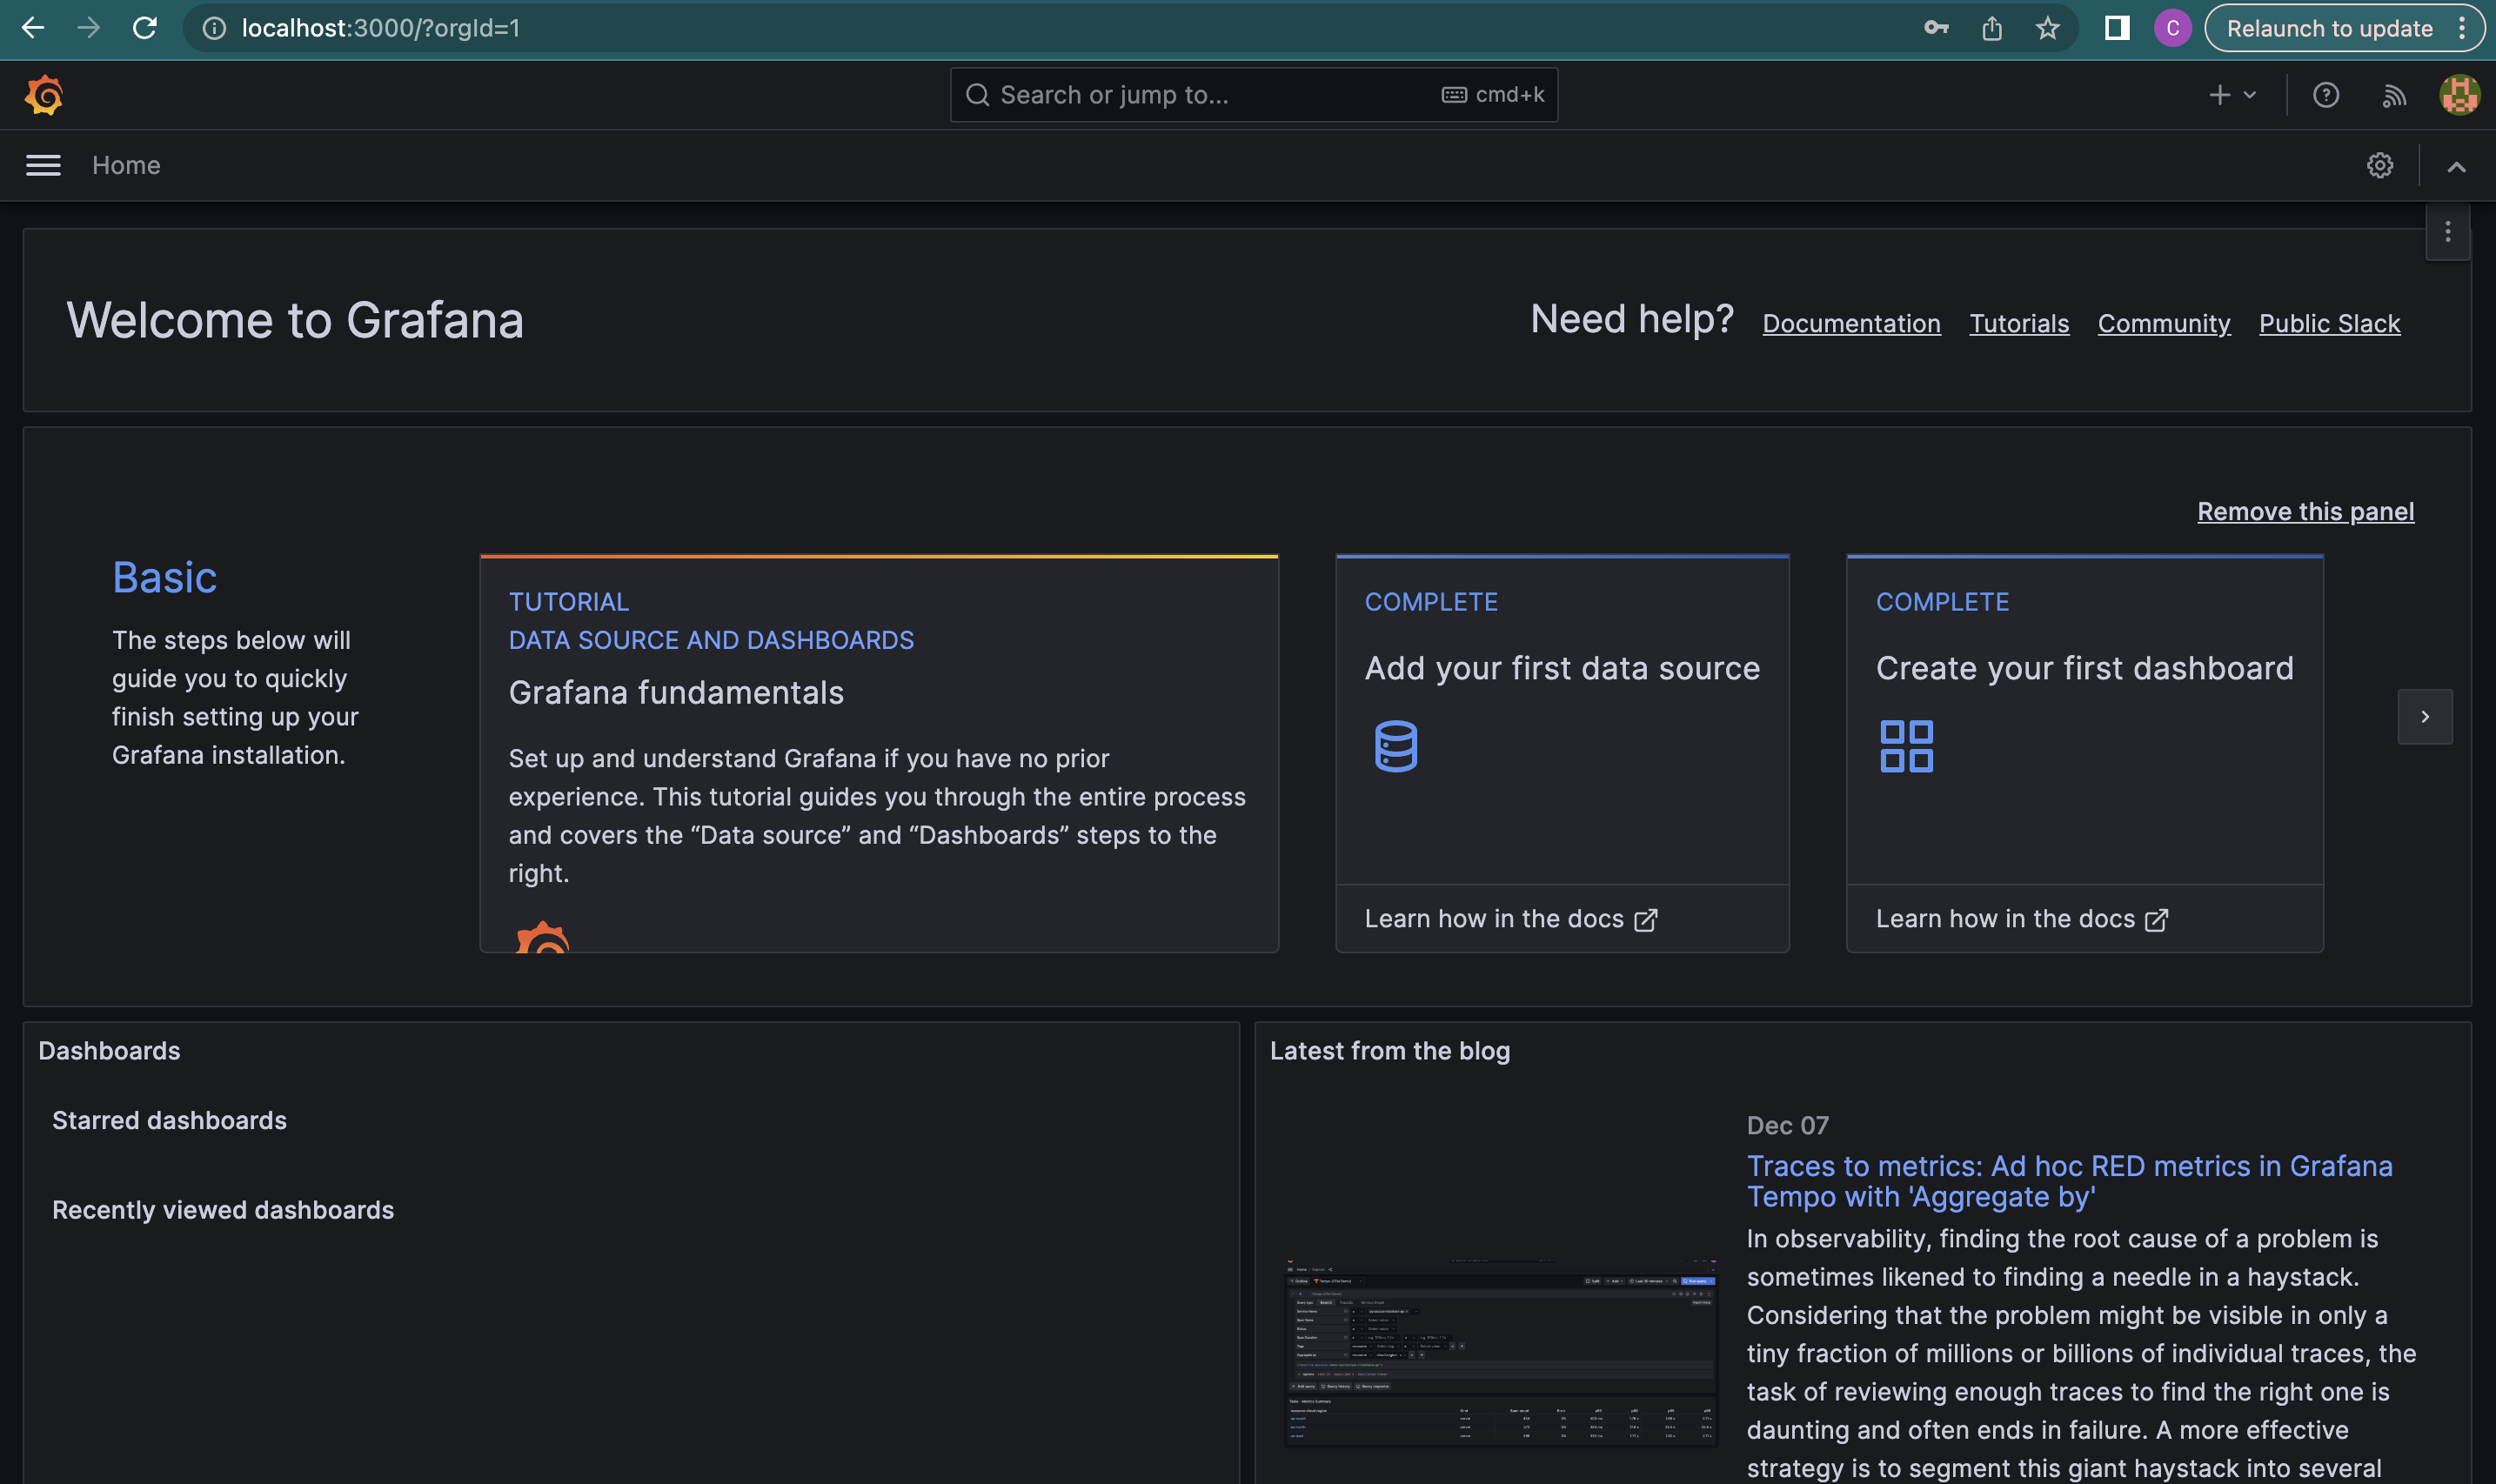 localhost:3000/?orgId=1
C
Relaunch to update
Search or jump to...
cmd+k
Home
Welcome to Grafana
Need help?
Documentation
Tutorials
Community
Public Slack
Remove this panel
Basic
The steps below will
guide you to quickly
finish setting up your
Grafana installation.
TUTORIAL
DATA SOURCE AND DASHBOARDS
Grafana fundamentals
Set up and understand Grafana if you have no prior
experience. This tutorial guides you through the entire process
and covers the “Data source” and “Dashboards” steps to the
right.
COMPLETE
Add your first data source
Learn how in the docs
COMPLETE
Create your first dashboard
Learn how in the docs
Dashboards
Starred dashboards
Recently viewed dashboards
Latest from the blog
Dec 07
Traces to metrics: Ad hoc RED metrics in Grafana
Tempo with 'Aggregate by'
In observability, finding the root cause of a problem is
sometimes likened to finding a needle in a haystack.
Considering that the problem might be visible in only a
tiny fraction of millions or billions of individual traces, the
task of reviewing enough traces to find the right one is
daunting and often ends in failure. A more effective
strategy is to segment this giant haystack into several